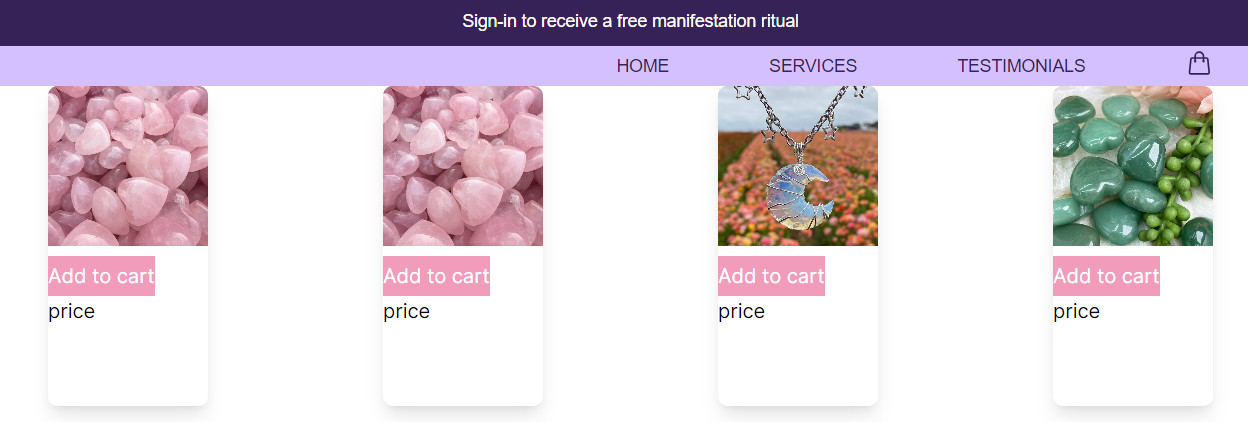 Sign-in to receive a free manifestation ritual
HOME SERVICES TESTIMONIALS
Add to cart Add to cart Add to cart Add to cart
price price price price